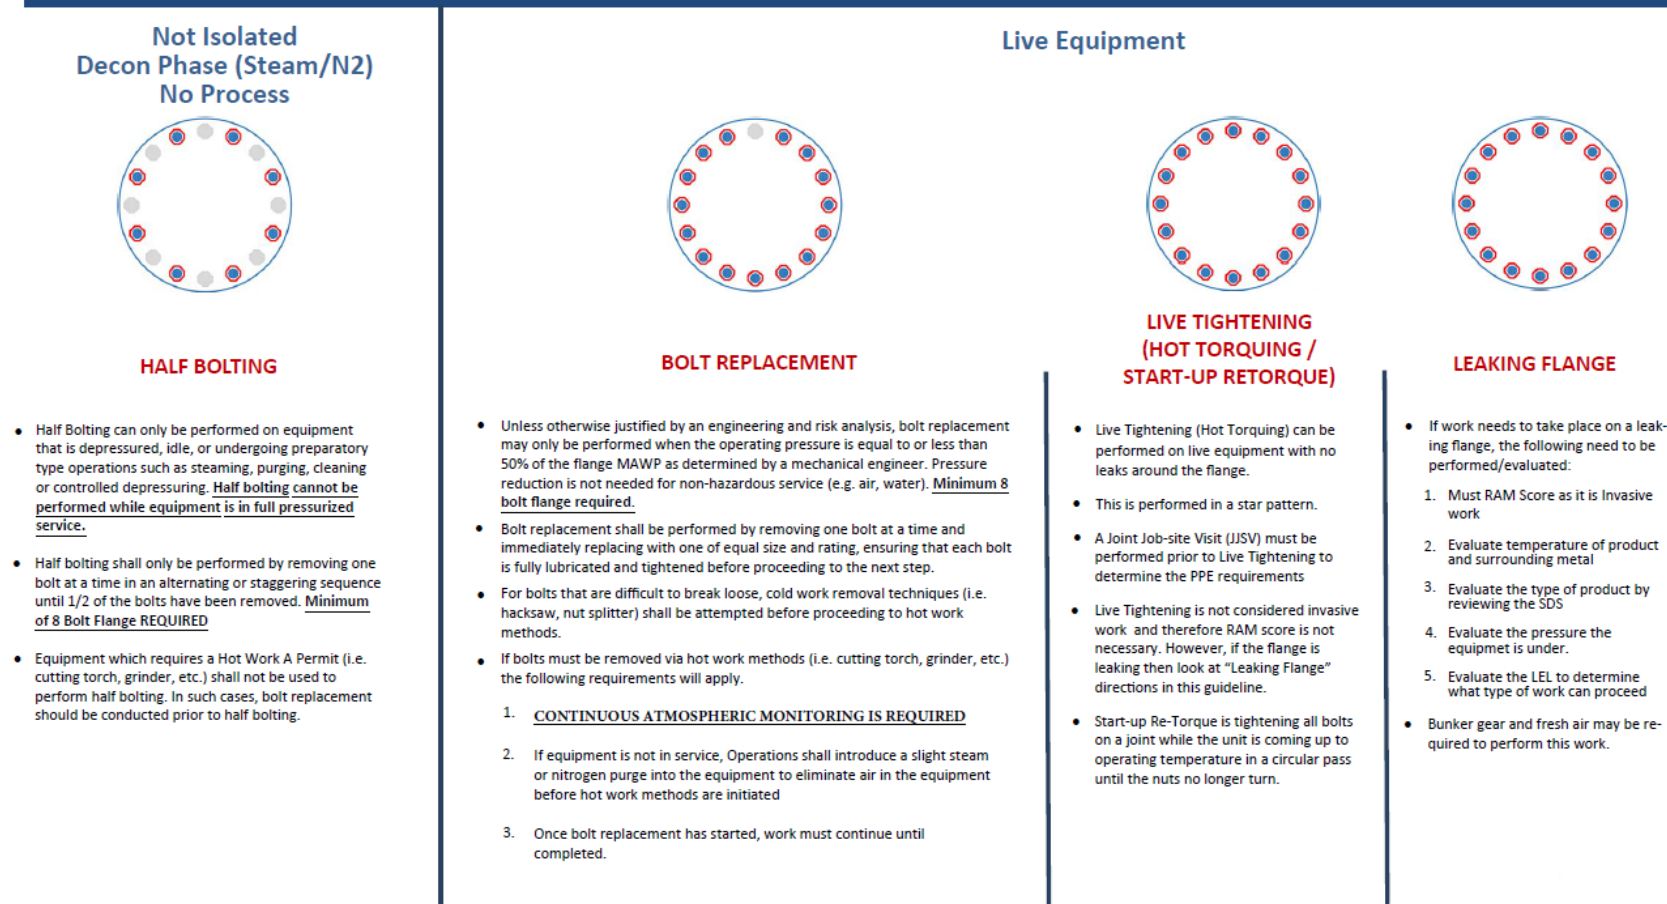 Not Isolated
Decon Phase (Steam/N2)
No Process
HALF BOLTING
• Half Bolting can only be performed on equipment
that is depressured, idle, or undergoing preparatory
type operations such as steaming, purging, cleaning
or controlled depressuring. Half bolting cannot be
performed while equipment is in full pressurized
service.
• Half bolting shall only be performed by removing one
bolt at a time in an alternating or staggering sequence
until 1/2 of the bolts have been removed. Minimum
of 8 Bolt Flange REQUIRED
• Equipment which requires a Hot Work A Permit (i.e.
cutting torch, grinder, etc.) shall not be used to
perform half bolting. In such cases, bolt replacement
should be conducted prior to half bolting.
Live Equipment
BOLT REPLACEMENT
• Unless otherwise justified by an engineering and risk analysis, bolt replacement
may only be performed when the operating pressure is equal to or less than
50% of the flange MAWP as determined by a mechanical engineer. Pressure
reduction is not needed for non-hazardous service (e.g. air, water). Minimum 8
bolt flange required.
• Bolt replacement shall be performed by removing one bolt at a time and
immediately replacing with one of equal size and rating, ensuring that each bolt
is fully lubricated and tightened before proceeding to the next step.
• For bolts that are difficult to break loose, cold work removal techniques (i.e.
hacksaw, nut splitter) shall be attempted before proceeding to hot work
methods.
• If bolts must be removed via hot work methods (i.e. cutting torch, grinder, etc.)
the following requirements will apply.
1. CONTINUOUS ATMOSPHERIC MONITORING IS REQUIRED
2. If equipment is not in service, Operations shall introduce a slight steam
or nitrogen purge into the equipment to eliminate air in the equipment
before hot work methods are initiated
3. Once bolt replacement has started, work must continue until
completed.
LIVE TIGHTENING
(HOT TORQUING /
START-UP RETORQUE)
• Live Tightening (Hot Torquing) can be
performed on live equipment with no
leaks around the flange.
• This is performed in a star pattern.
• A Joint Job-site Visit (JJSV) must be
performed prior to Live Tightening to
determine the PPE requirements
• Live Tightening is not considered invasive
work and therefore RAM score is not
necessary. However, if the flange is
leaking then look at “Leaking Flange”
directions in this guideline.
• Start-up Re-Torque is tightening all bolts
on a joint while the unit is coming up to
operating temperature in a circular pass
until the nuts no longer turn.
LEAKING FLANGE
• If work needs to take place on a leak-
ing flange, the following need to be
performed/evaluated:
1. Must RAM Score as it is Invasive
work
2. Evaluate temperature of product
and surrounding metal
3. Evaluate the type of product by
reviewing the SDS
4. Evaluate the pressure the
equipmet is under.
5. Evaluate the LEL to determine
what type of work can proceed
• Bunker gear and fresh air may be re-
quired to perform this work.